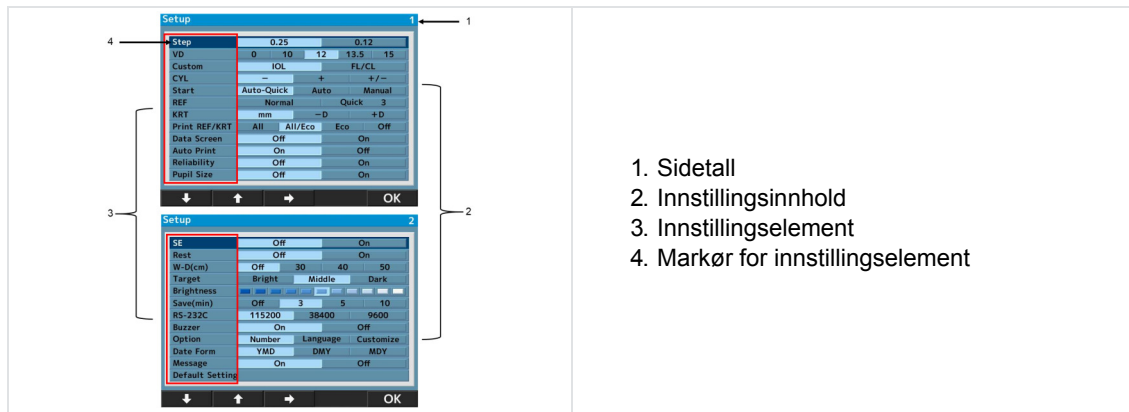 Setup 1
1
4
Step 0.25 0.12
VD 0 10 12 13.5 15
Custom IOL FL/CL
CYL − + +/−
Start Auto-Quick Auto Manual
REF Normal Quick 3
KRT mm −D +D
Print REF/KRT All All/Eco Eco Off
Data Screen Off On
Auto Print On Off
Reliability Off On
Pupil Size Off On
OK
3
2
Setup 2
SE Off On
Rest Off On
W-D(cm) Off 30 40 50
Target Bright Middle Dark
Brightness
Save(min) Off 3 5 10
RS-232C 115200 38400 9600
Buzzer On Off
Option Number Language Customize
Date Form YMD DMY MDY
Message On Off
Default Setting
OK
1. Sidetall
2. Innstillingsinnhold
3. Innstillingselement
4. Markør for innstillingselement